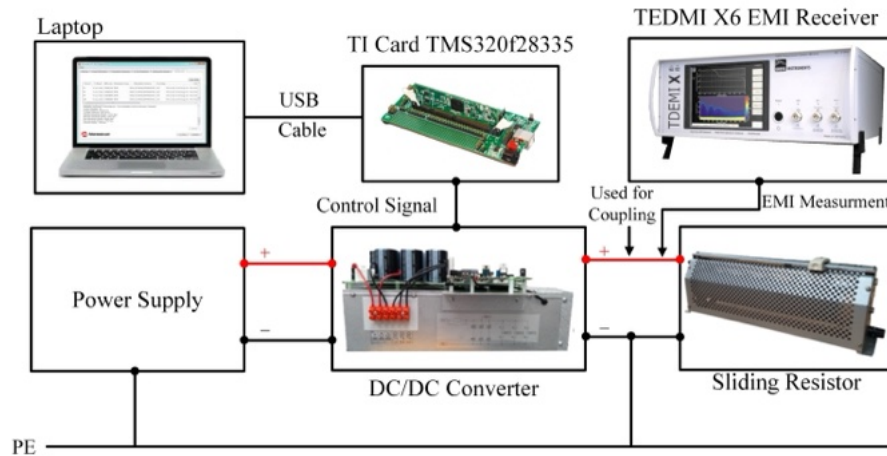 Laptop
TI Card TMS320f28335
TEDMI X6 EMI Receiver
USB
Cable
TDEMI X
Control Signal
Used for
Coupling
EMI Measurment
Power Supply
+
−
+
−
DC/DC Converter
Sliding Resistor
PE